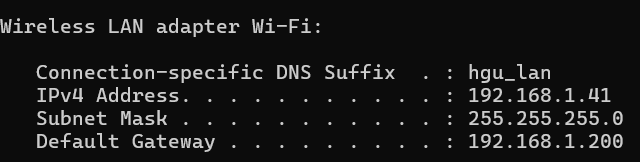 Wireless LAN adapter Wi-Fi:
Connection-specific DNS Suffix . : hgu_lan
IPv4 Address. . . . . . . . . . . : 192.168.1.41
Subnet Mask . . . . . . . . . . . : 255.255.255.0
Default Gateway . . . . . . . . . : 192.168.1.200